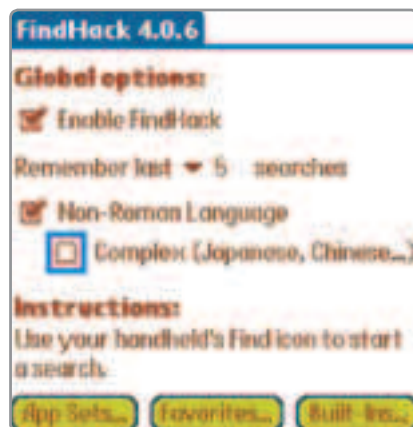 FindHack 4.0.6
Global options:
Enable FindHack
Remember last 5 searches
Non-Roman Language
Complex (Japanese, Chinese...)
Instructions:
Use your handheld's Find icon to start
a search.
App Sets... Favorites... Built-Ins...